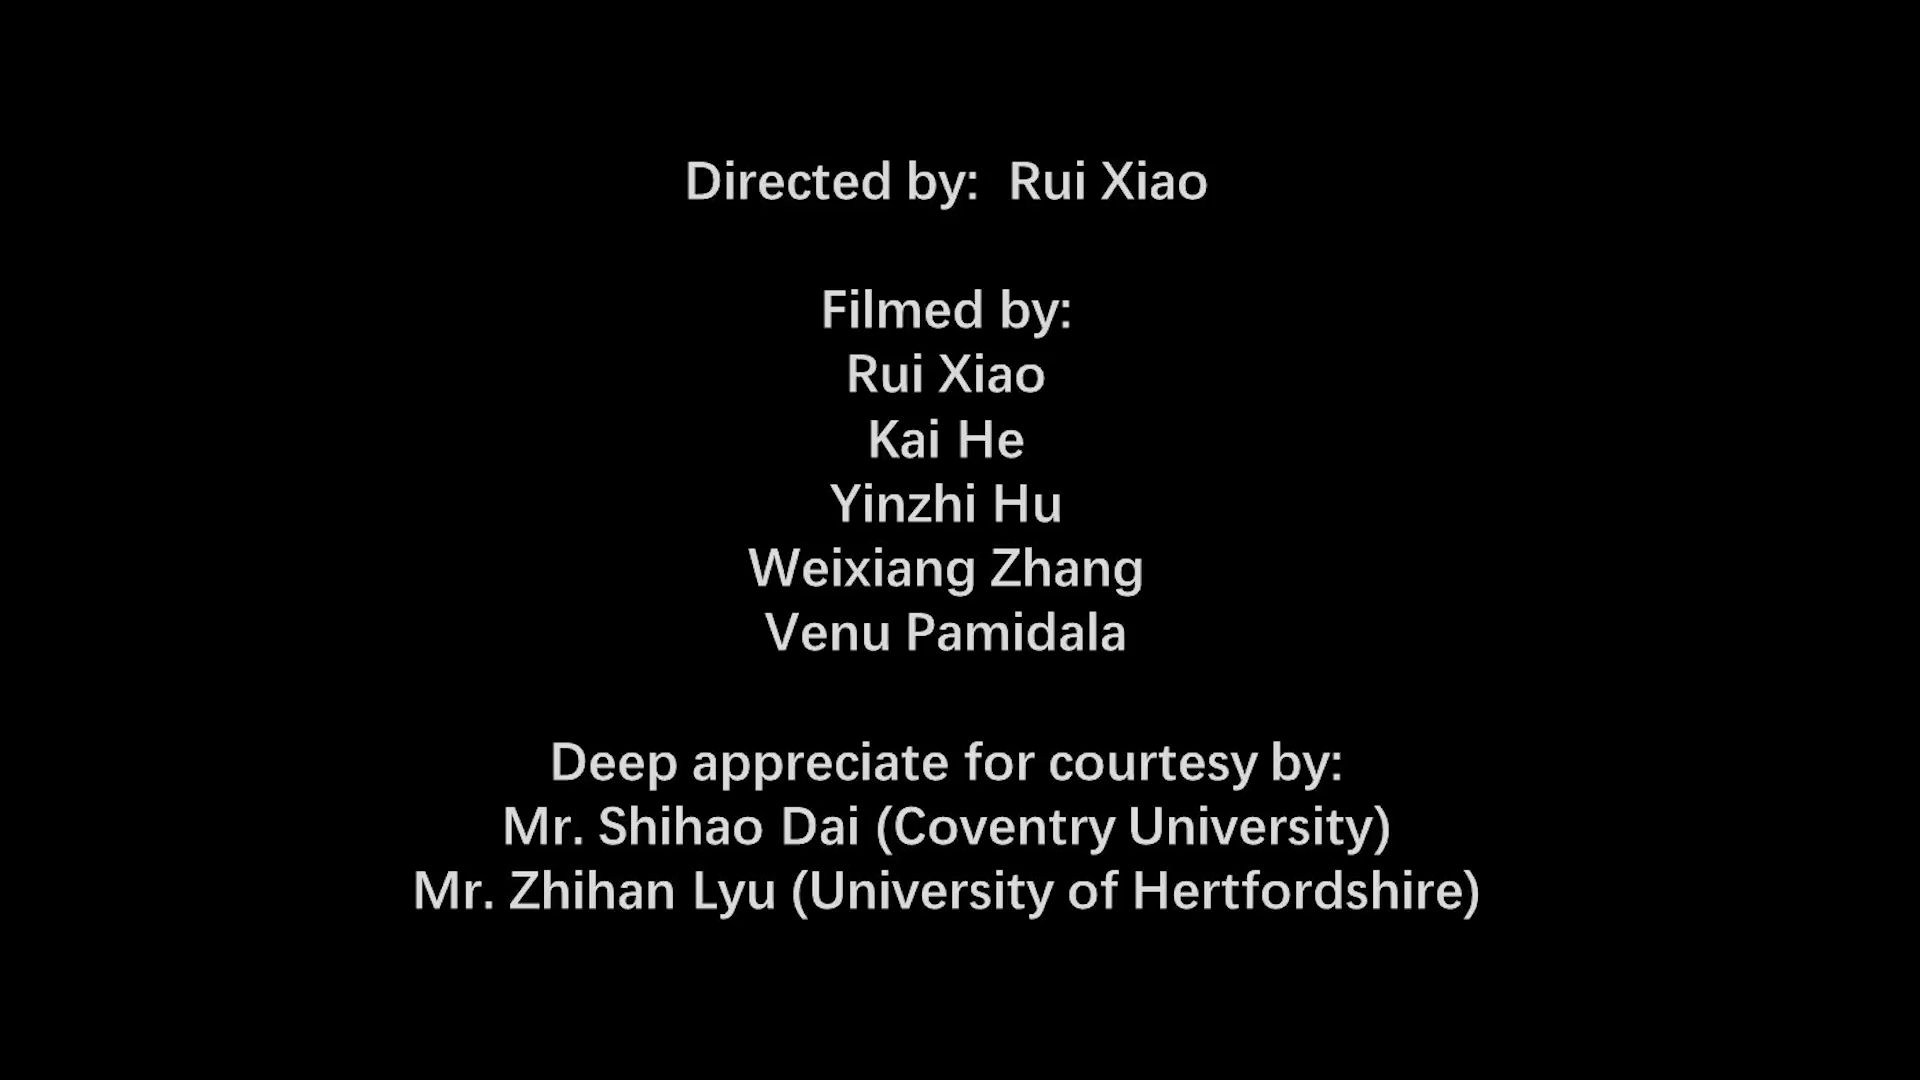 Directed by:  Rui Xiao
Filmed by:
Rui Xiao
Kai He
Yinzhi Hu
Weixiang Zhang
Venu Pamidala
Deep appreciate for courtesy by:
Mr. Shihao Dai (Coventry University)
Mr. Zhihan Lyu (University of Hertfordshire)